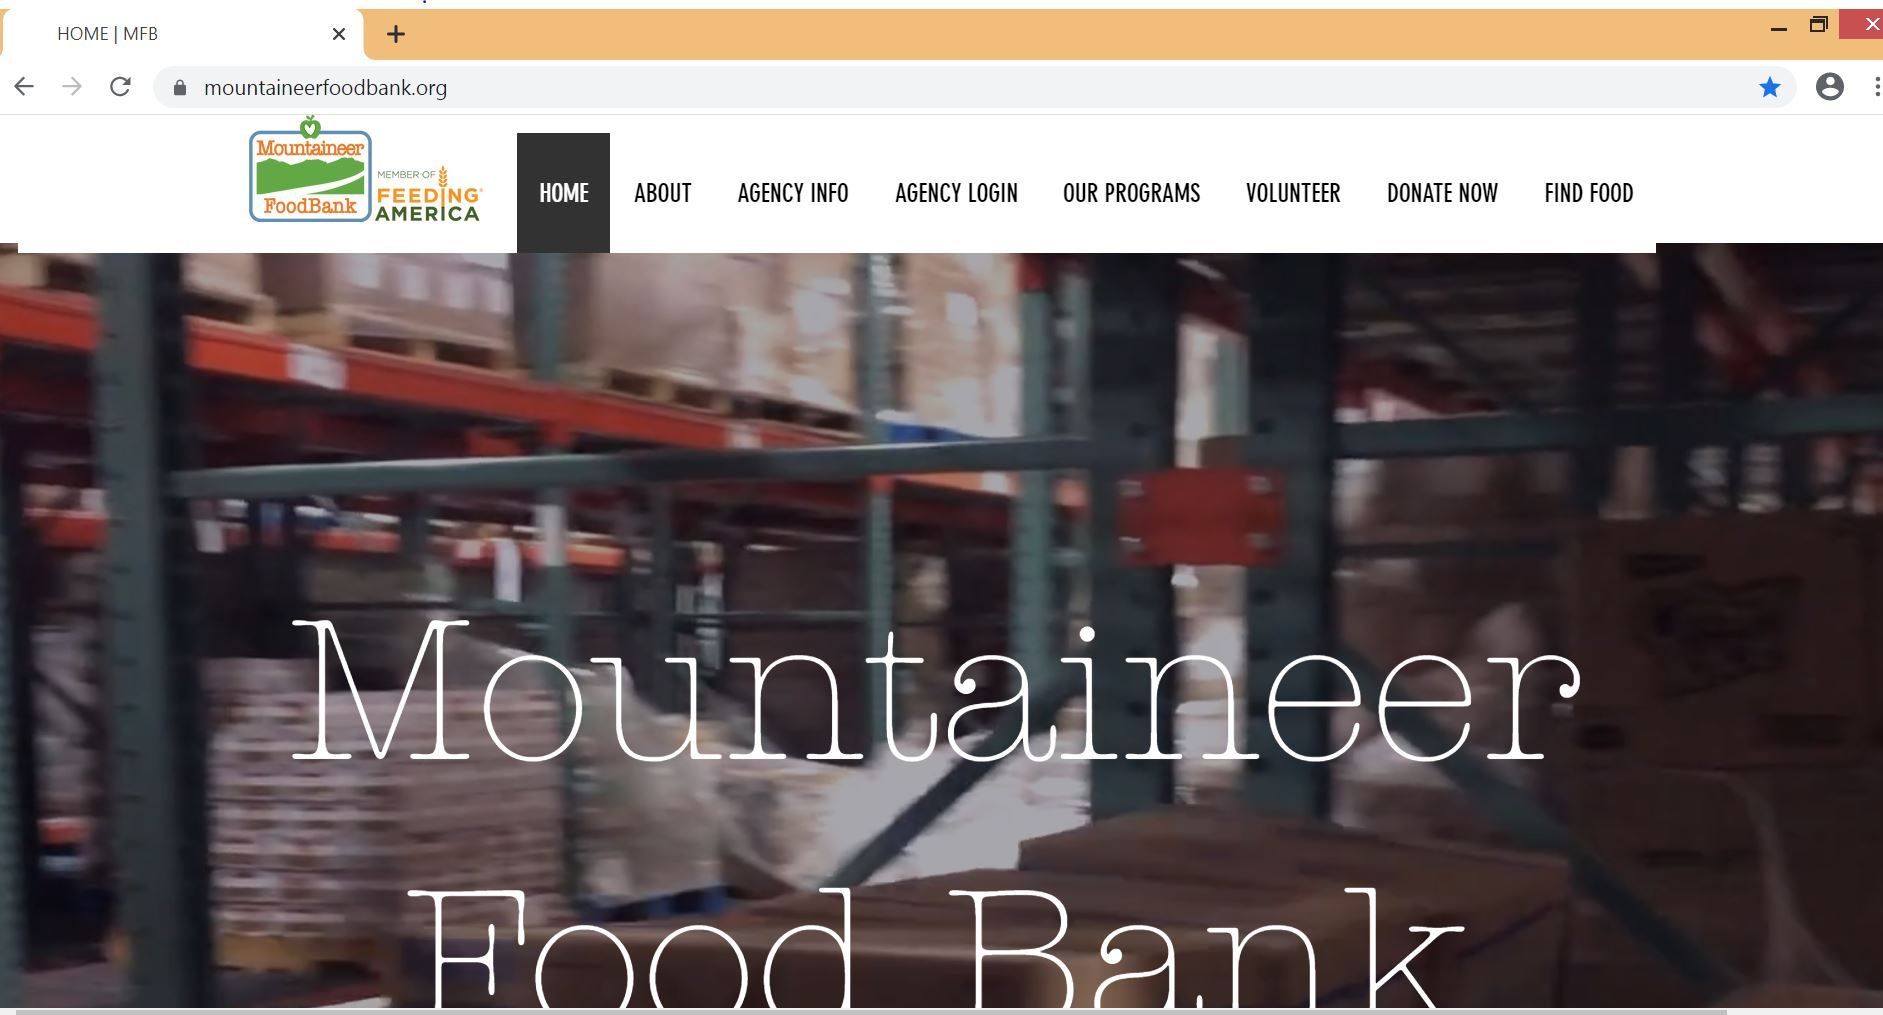 HOME | MFB
mountaineerfoodbank.org
Mountaineer
FoodBank
MEMBER OF
FEEDING
AMERICA
HOME ABOUT AGENCY INFO AGENCY LOGIN OUR PROGRAMS VOLUNTEER DONATE NOW FIND FOOD
Mountaineer
Food Bank